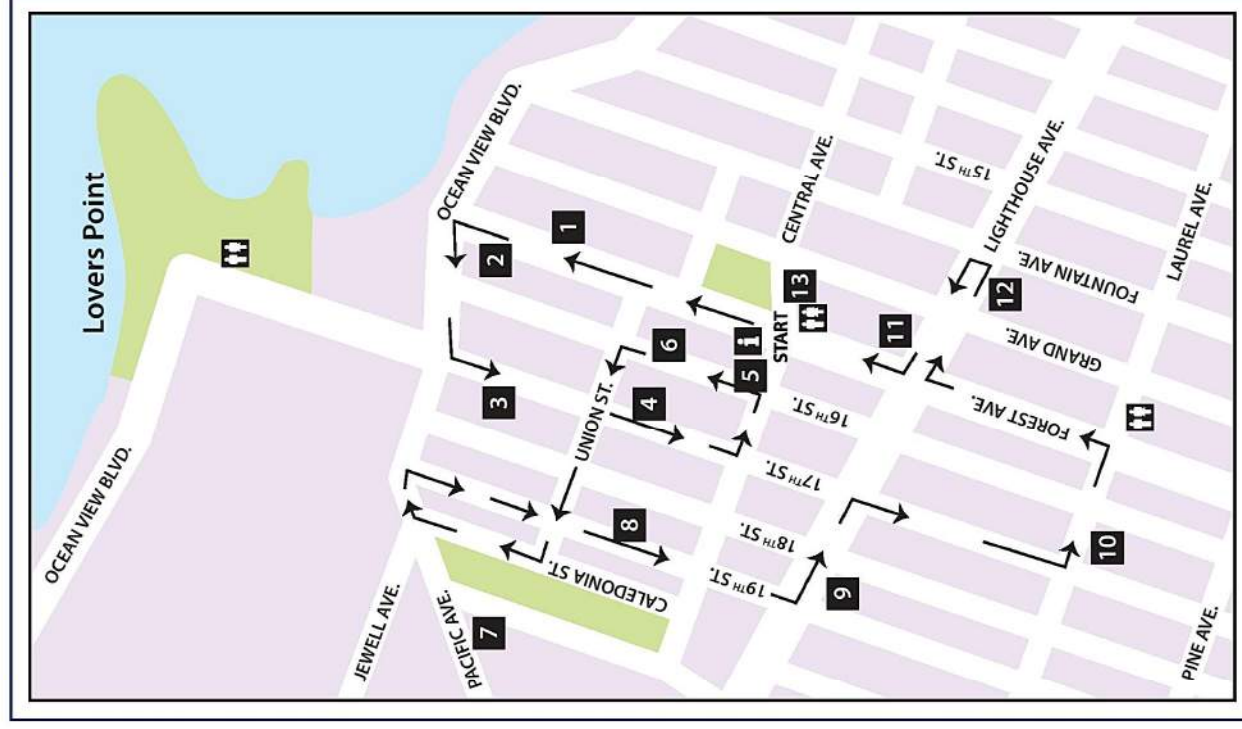 Lovers Point
OCEAN VIEW BLVD.
OCEAN VIEW BLVD.
JEWELL AVE.
PACIFIC AVE.
CALEDONIA ST.
UNION ST.
CENTRAL AVE.
LIGHTHOUSE AVE.
LAUREL AVE.
PINE AVE.
15TH ST.
16TH ST.
17TH ST.
18TH ST.
19TH ST.
FOUNTAIN AVE.
GRAND AVE.
FOREST AVE.
START
i
1
2
3
4
5
6
7
8
9
10
11
12
13